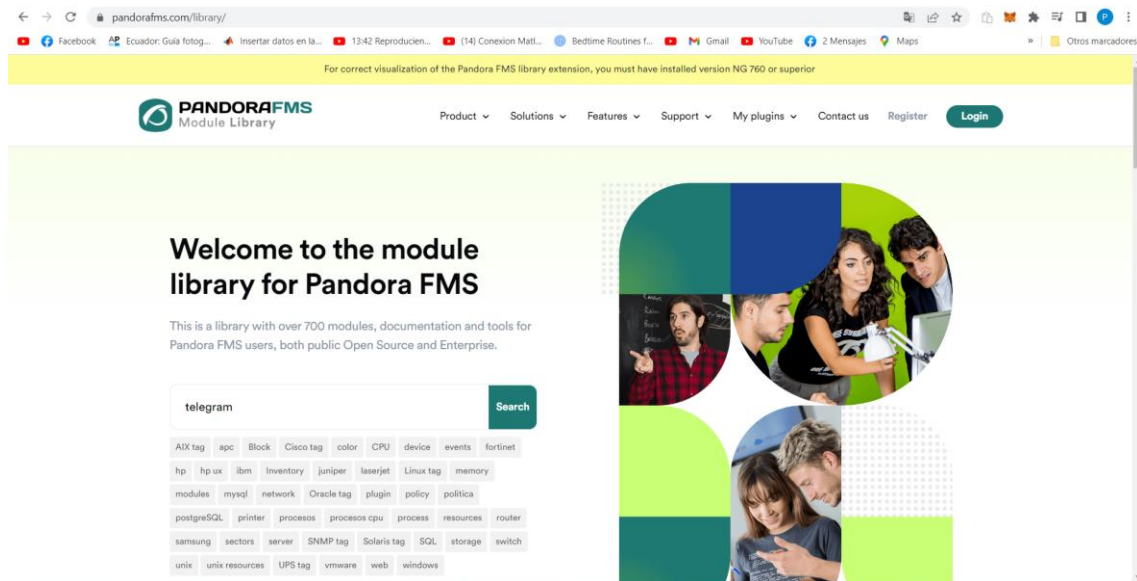 pandorafms.com/library/
Facebook Ecuador: Guía fotog... Insertar datos en la... 13:42 Reproducien... (14) Conexion Matl... Bedtime Routines f... Gmail YouTube 2 Mensajes Maps » Otros marcadores
For correct visualization of the Pandora FMS library extension, you must have installed version NG 760 or superior
PANDORAFMS
Module Library
Product Solutions Features Support My plugins Contact us Register Login
Welcome to the module
library for Pandora FMS
This is a library with over 700 modules, documentation and tools for
Pandora FMS users, both public Open Source and Enterprise.
telegram Search
AIX tag apc Block Cisco tag color CPU device events fortinet
hp hp ux ibm Inventory juniper laserjet Linux tag memory
modules mysql network Oracle tag plugin policy politica
postgreSQL printer procesos procesos cpu process resources router
samsung sectors server SNMP tag Solaris tag SQL storage switch
unix unix resources UPS tag vmware web windows